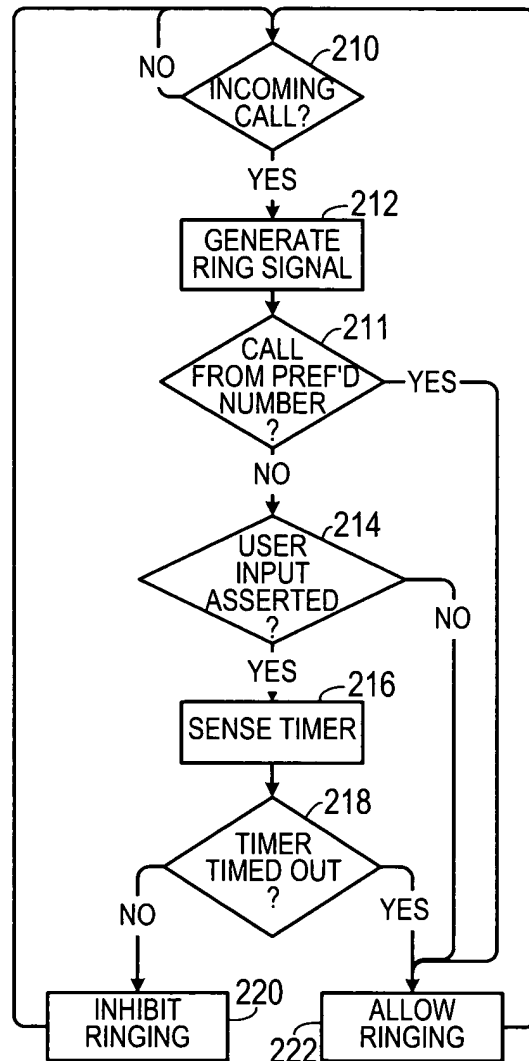 210
NO
INCOMING
CALL?
YES
212
GENERATE
RING SIGNAL
211
CALL
FROM PREF'D
NUMBER
?
YES
NO
214
USER
INPUT
ASSERTED
?
NO
YES
216
SENSE TIMER
218
TIMER
TIMED OUT
?
NO
YES
INHIBIT
RINGING
220
ALLOW
RINGING
222